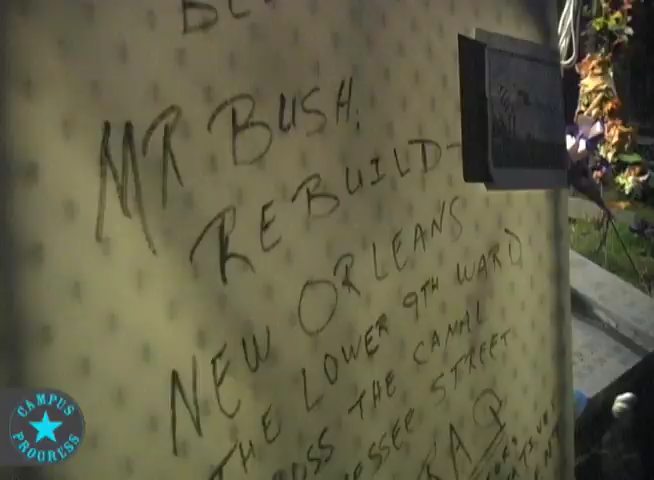 MR BUSH,
REBUILD-
NEW ORLEANS
THE LOWER 9TH WARD
THE CANAL
STREET
CAMPUS
PROGRESS